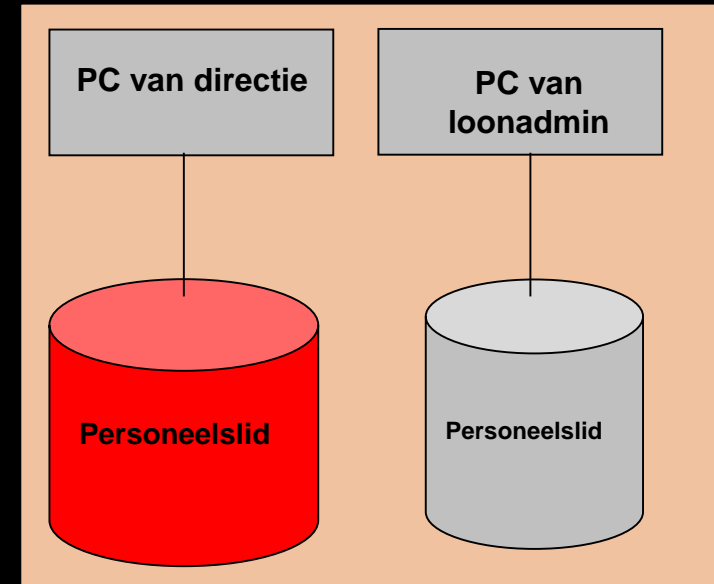 PC van directie
PC van
loonadmin
Personeelslid
Personeelslid